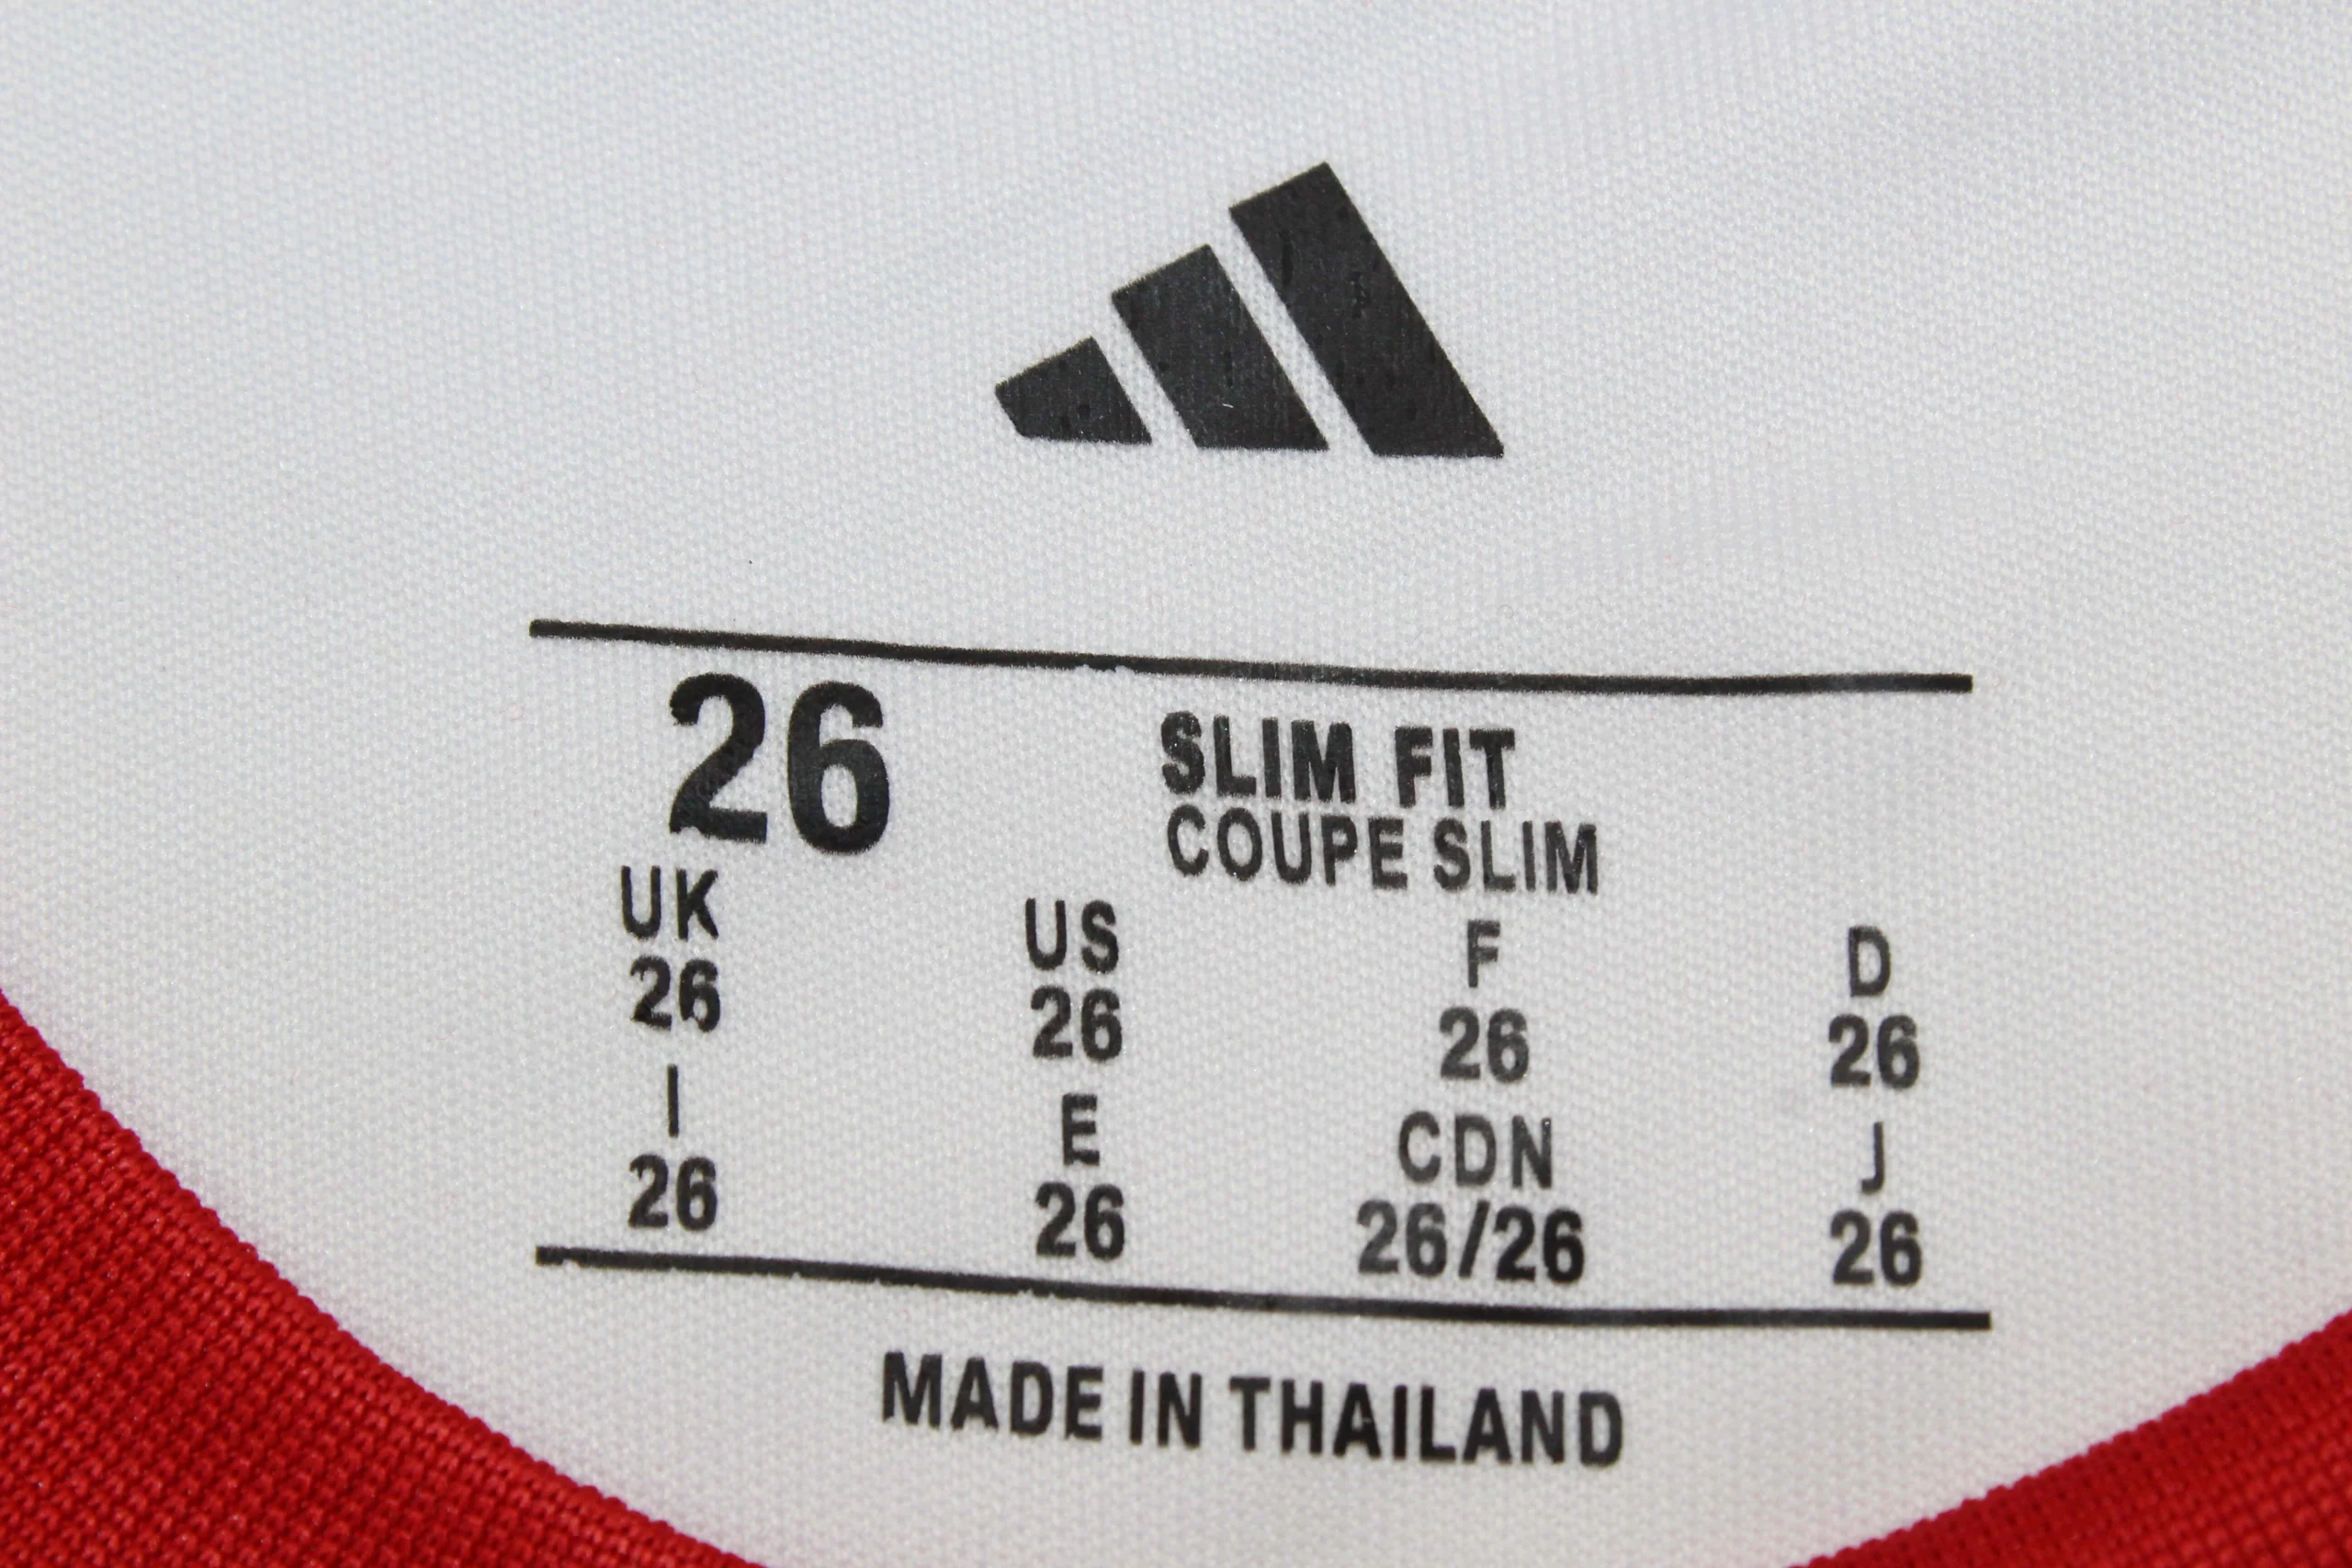 26 SLIM FIT
COUPE SLIM
UK US F D
26 26 26 26
I E CDN J
26 26 26/26 26
MADE IN THAILAND